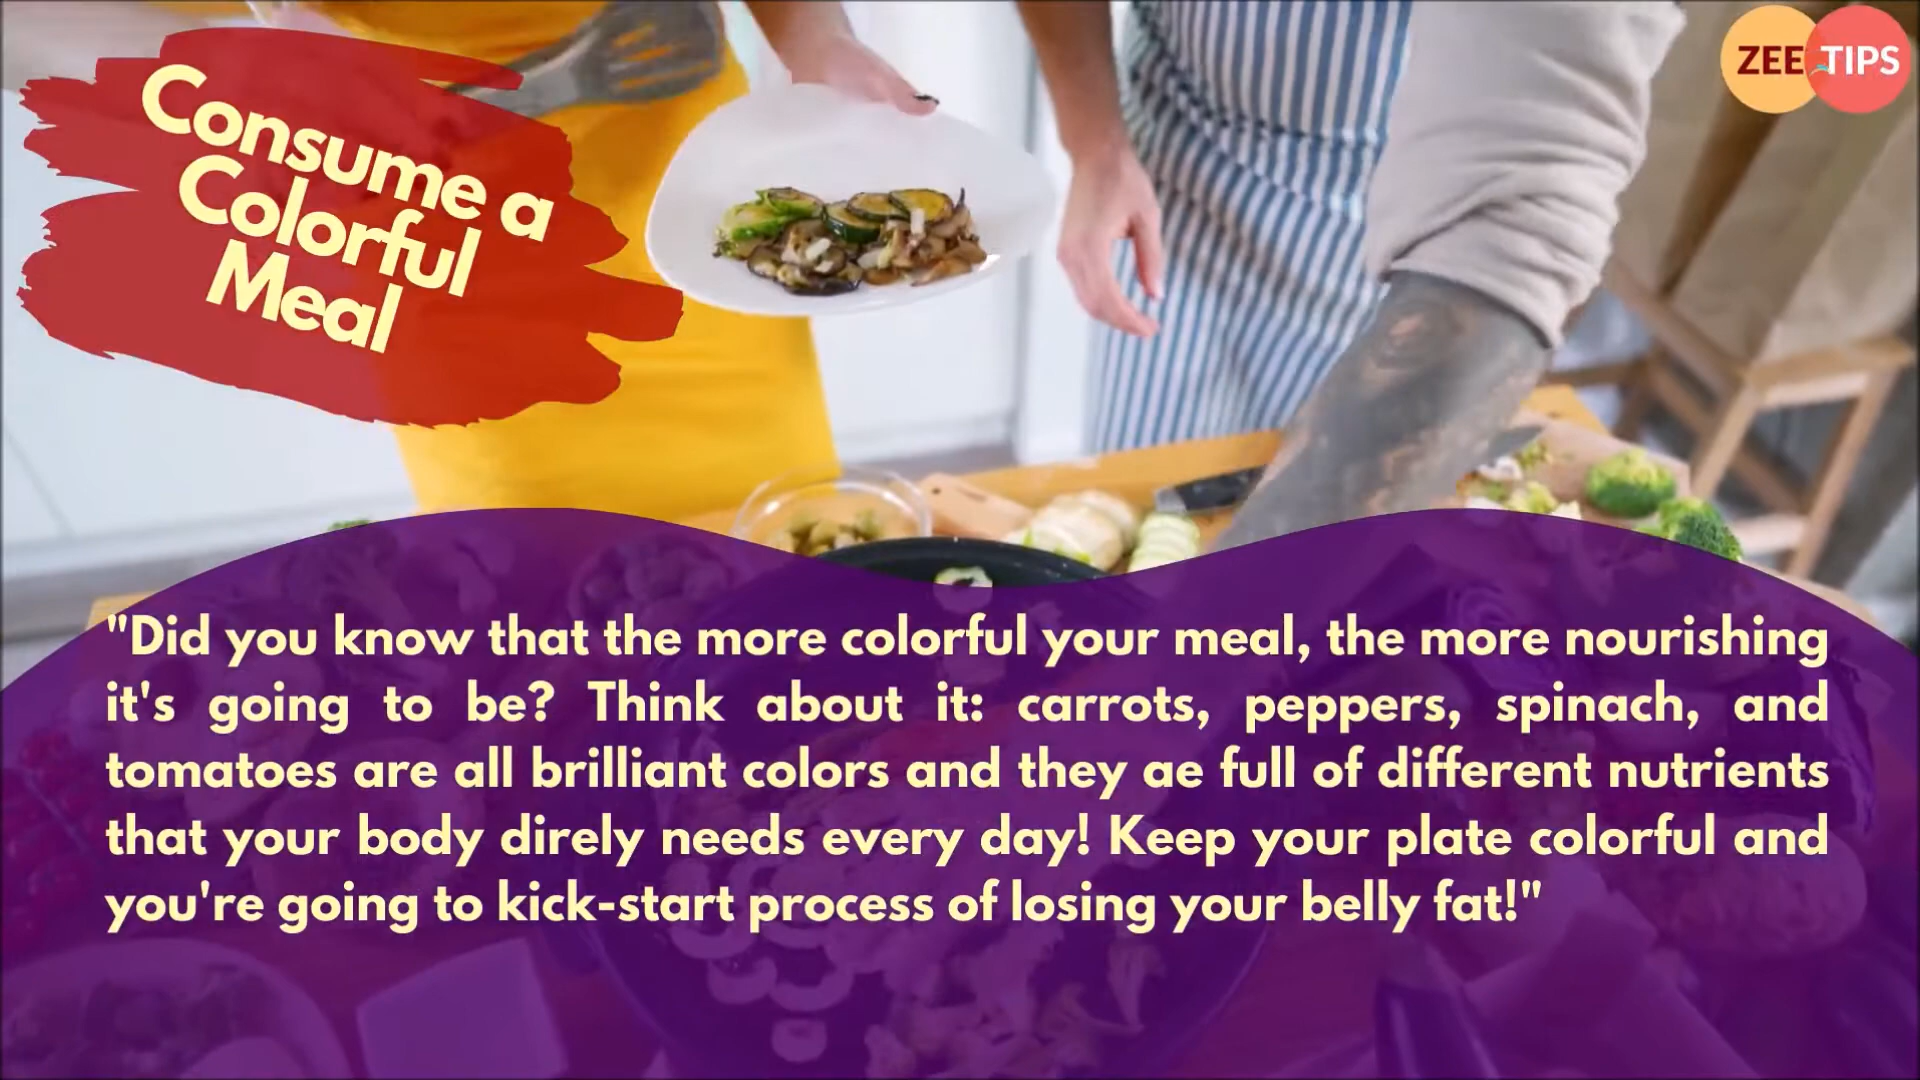 Consume a
Colorful
Meal
ZEE TIPS
"Did you know that the more colorful your meal, the more nourishing
it's going to be? Think about it: carrots, peppers, spinach, and
tomatoes are all brilliant colors and they ae full of different nutrients
that your body direly needs every day! Keep your plate colorful and
you're going to kick-start process of losing your belly fat!"